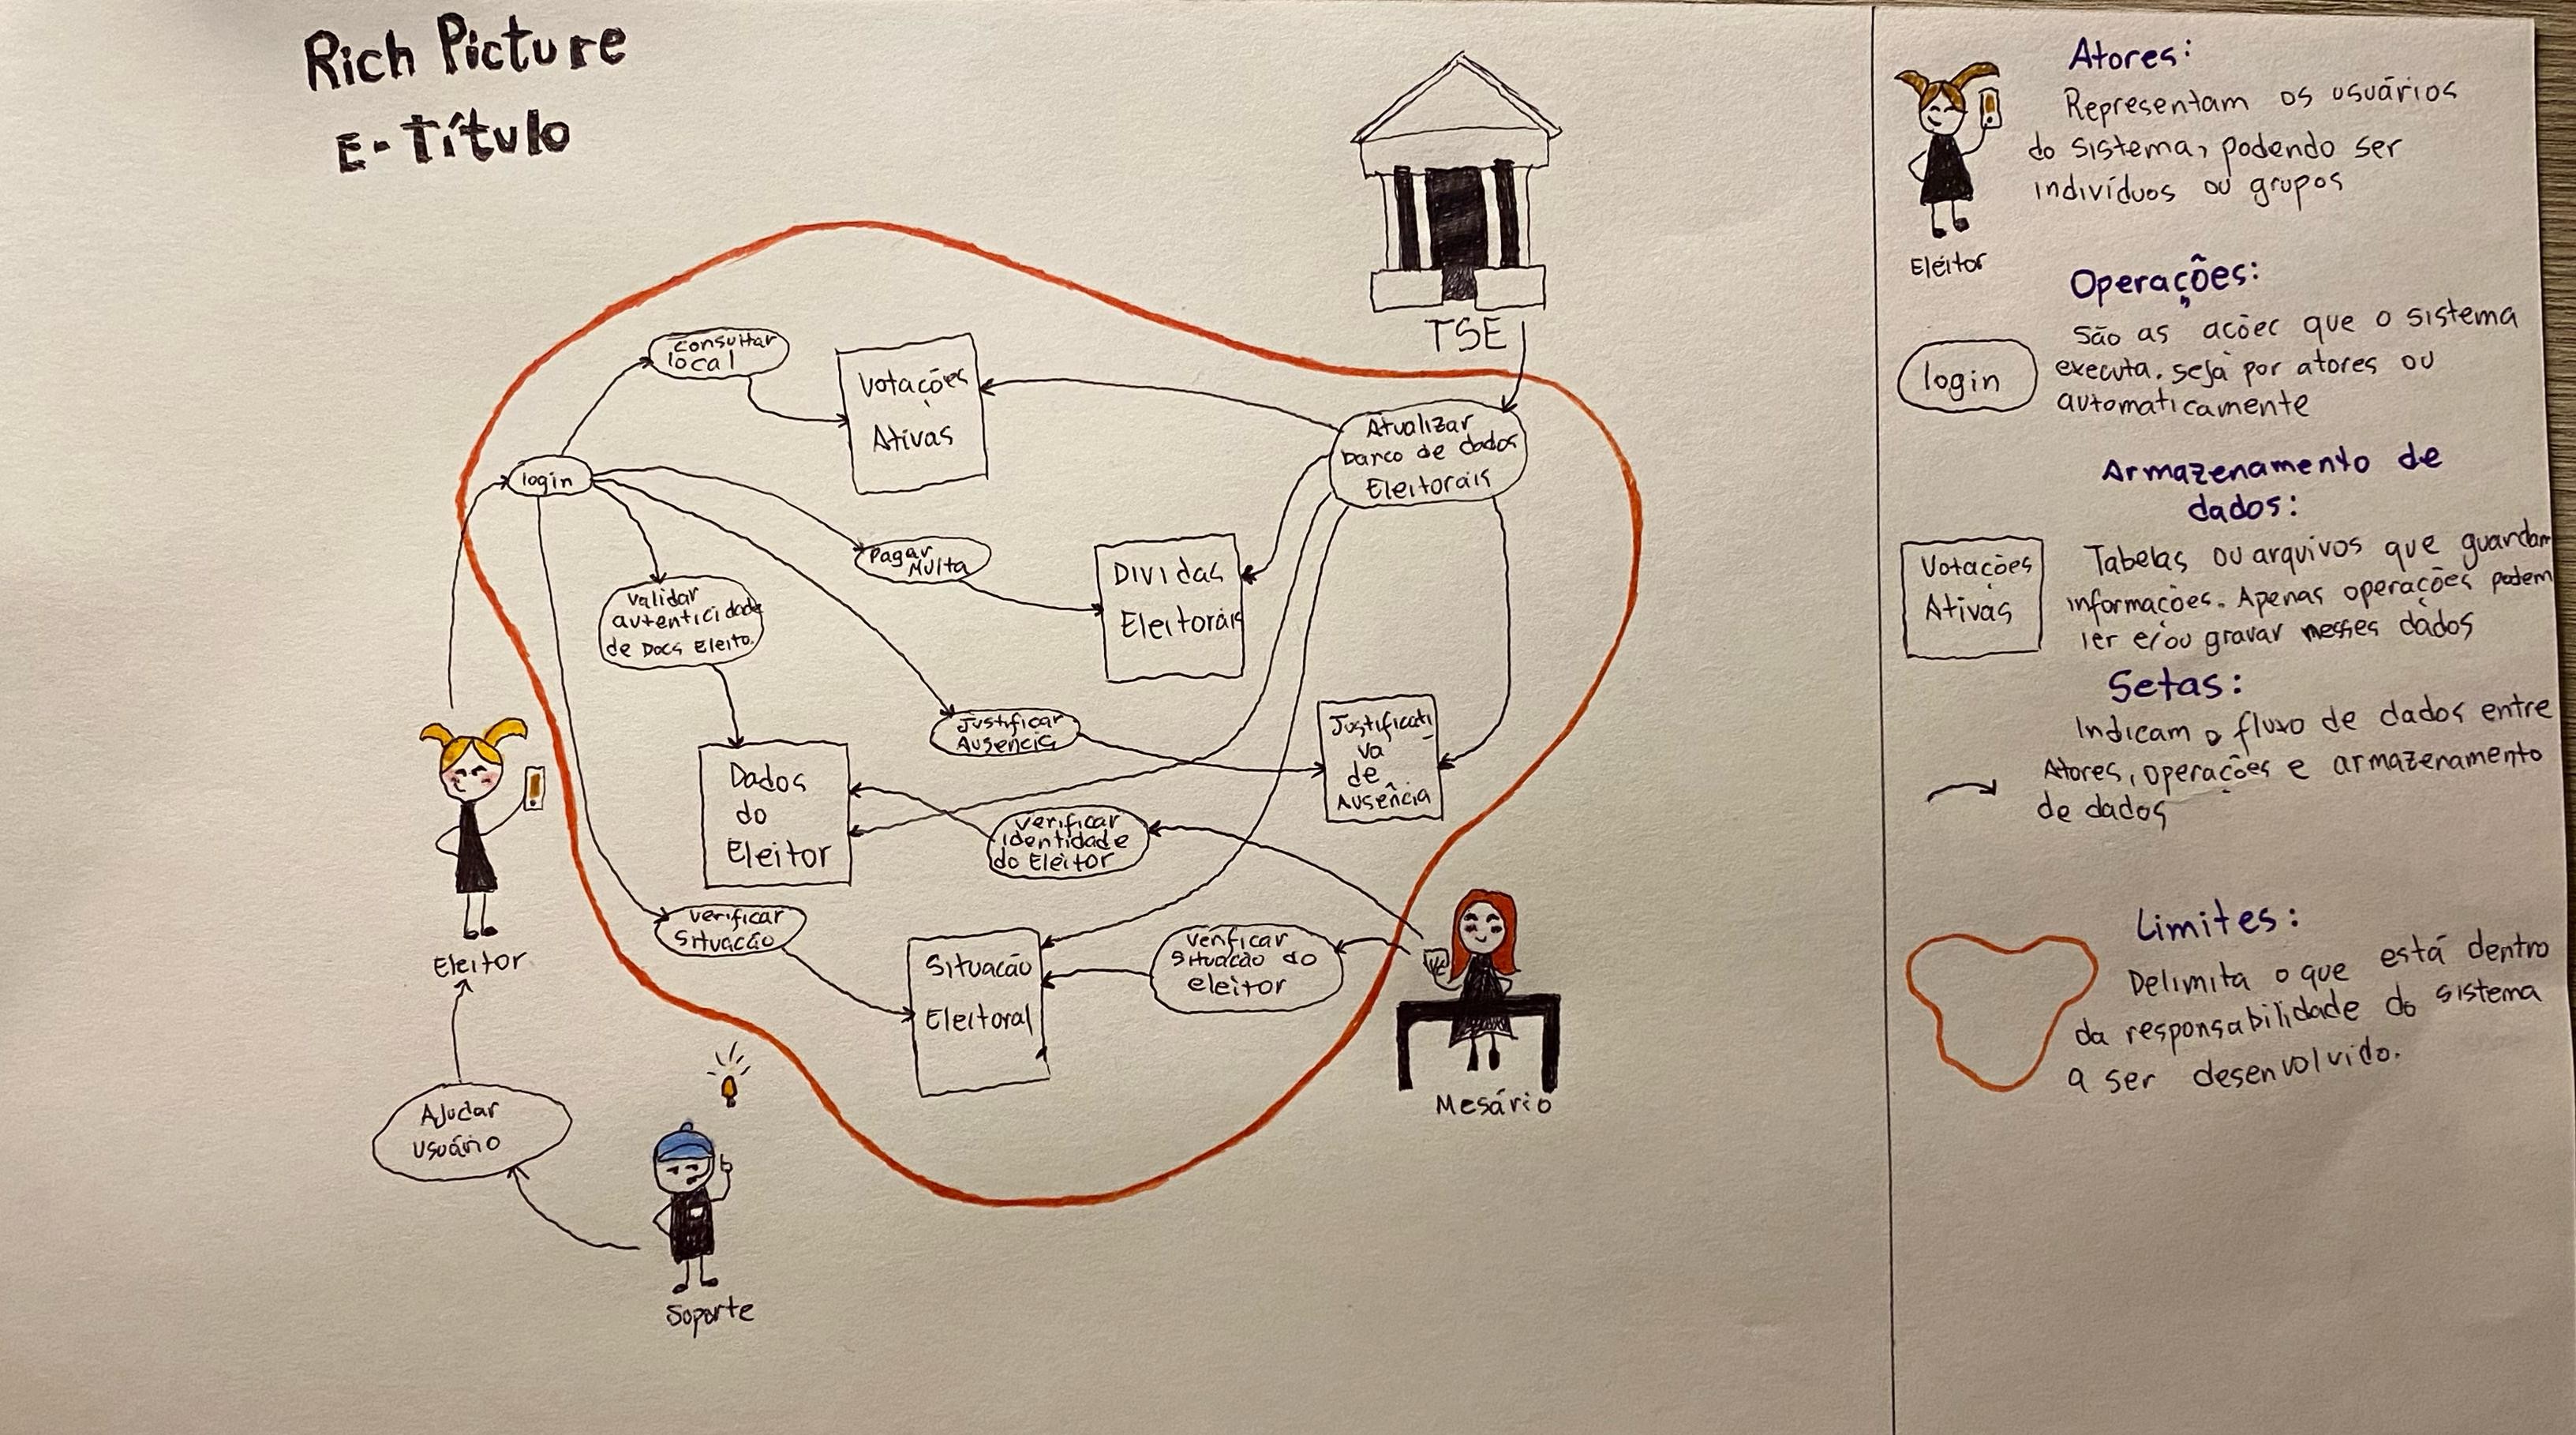 Rich Picture
E-Título
TSE
consultar
local
Votações
Ativas
Atualizar
banco de dados
Eleitorais
login
pagar
Multa
Dividas
Eleitorais
validar
autenticidade
de Docs Eleito.
Justificar
Ausencia
Justificati
va
de
Ausência
Dados
do
Eleitor
verificar
identidade
do Eleitor
verificar
situacão
Situacão
Eleitoral
verificar
situacão do
eleitor
Eleitor
Mesário
Ajudar
usuário
Soporte
Atores:
Representam os usuários
do sistema, podendo ser
indivíduos ou grupos
Eleitor
Operações:
São as acões que o sistema
executa. seja por atores ou
automaticamente
login
Armazenamento de
dados:
Tabelas ou arquivos que guardam
informações. Apenas operações podem
ler e/ou gravar nesses dados
Votações
Ativas
Setas:
Indicam o fluxo de dados entre
Atores, operações e armazenamento
de dados
Limites:
Delimita o que está dentro
da responsabilidade do sistema
a ser desenvolvido.